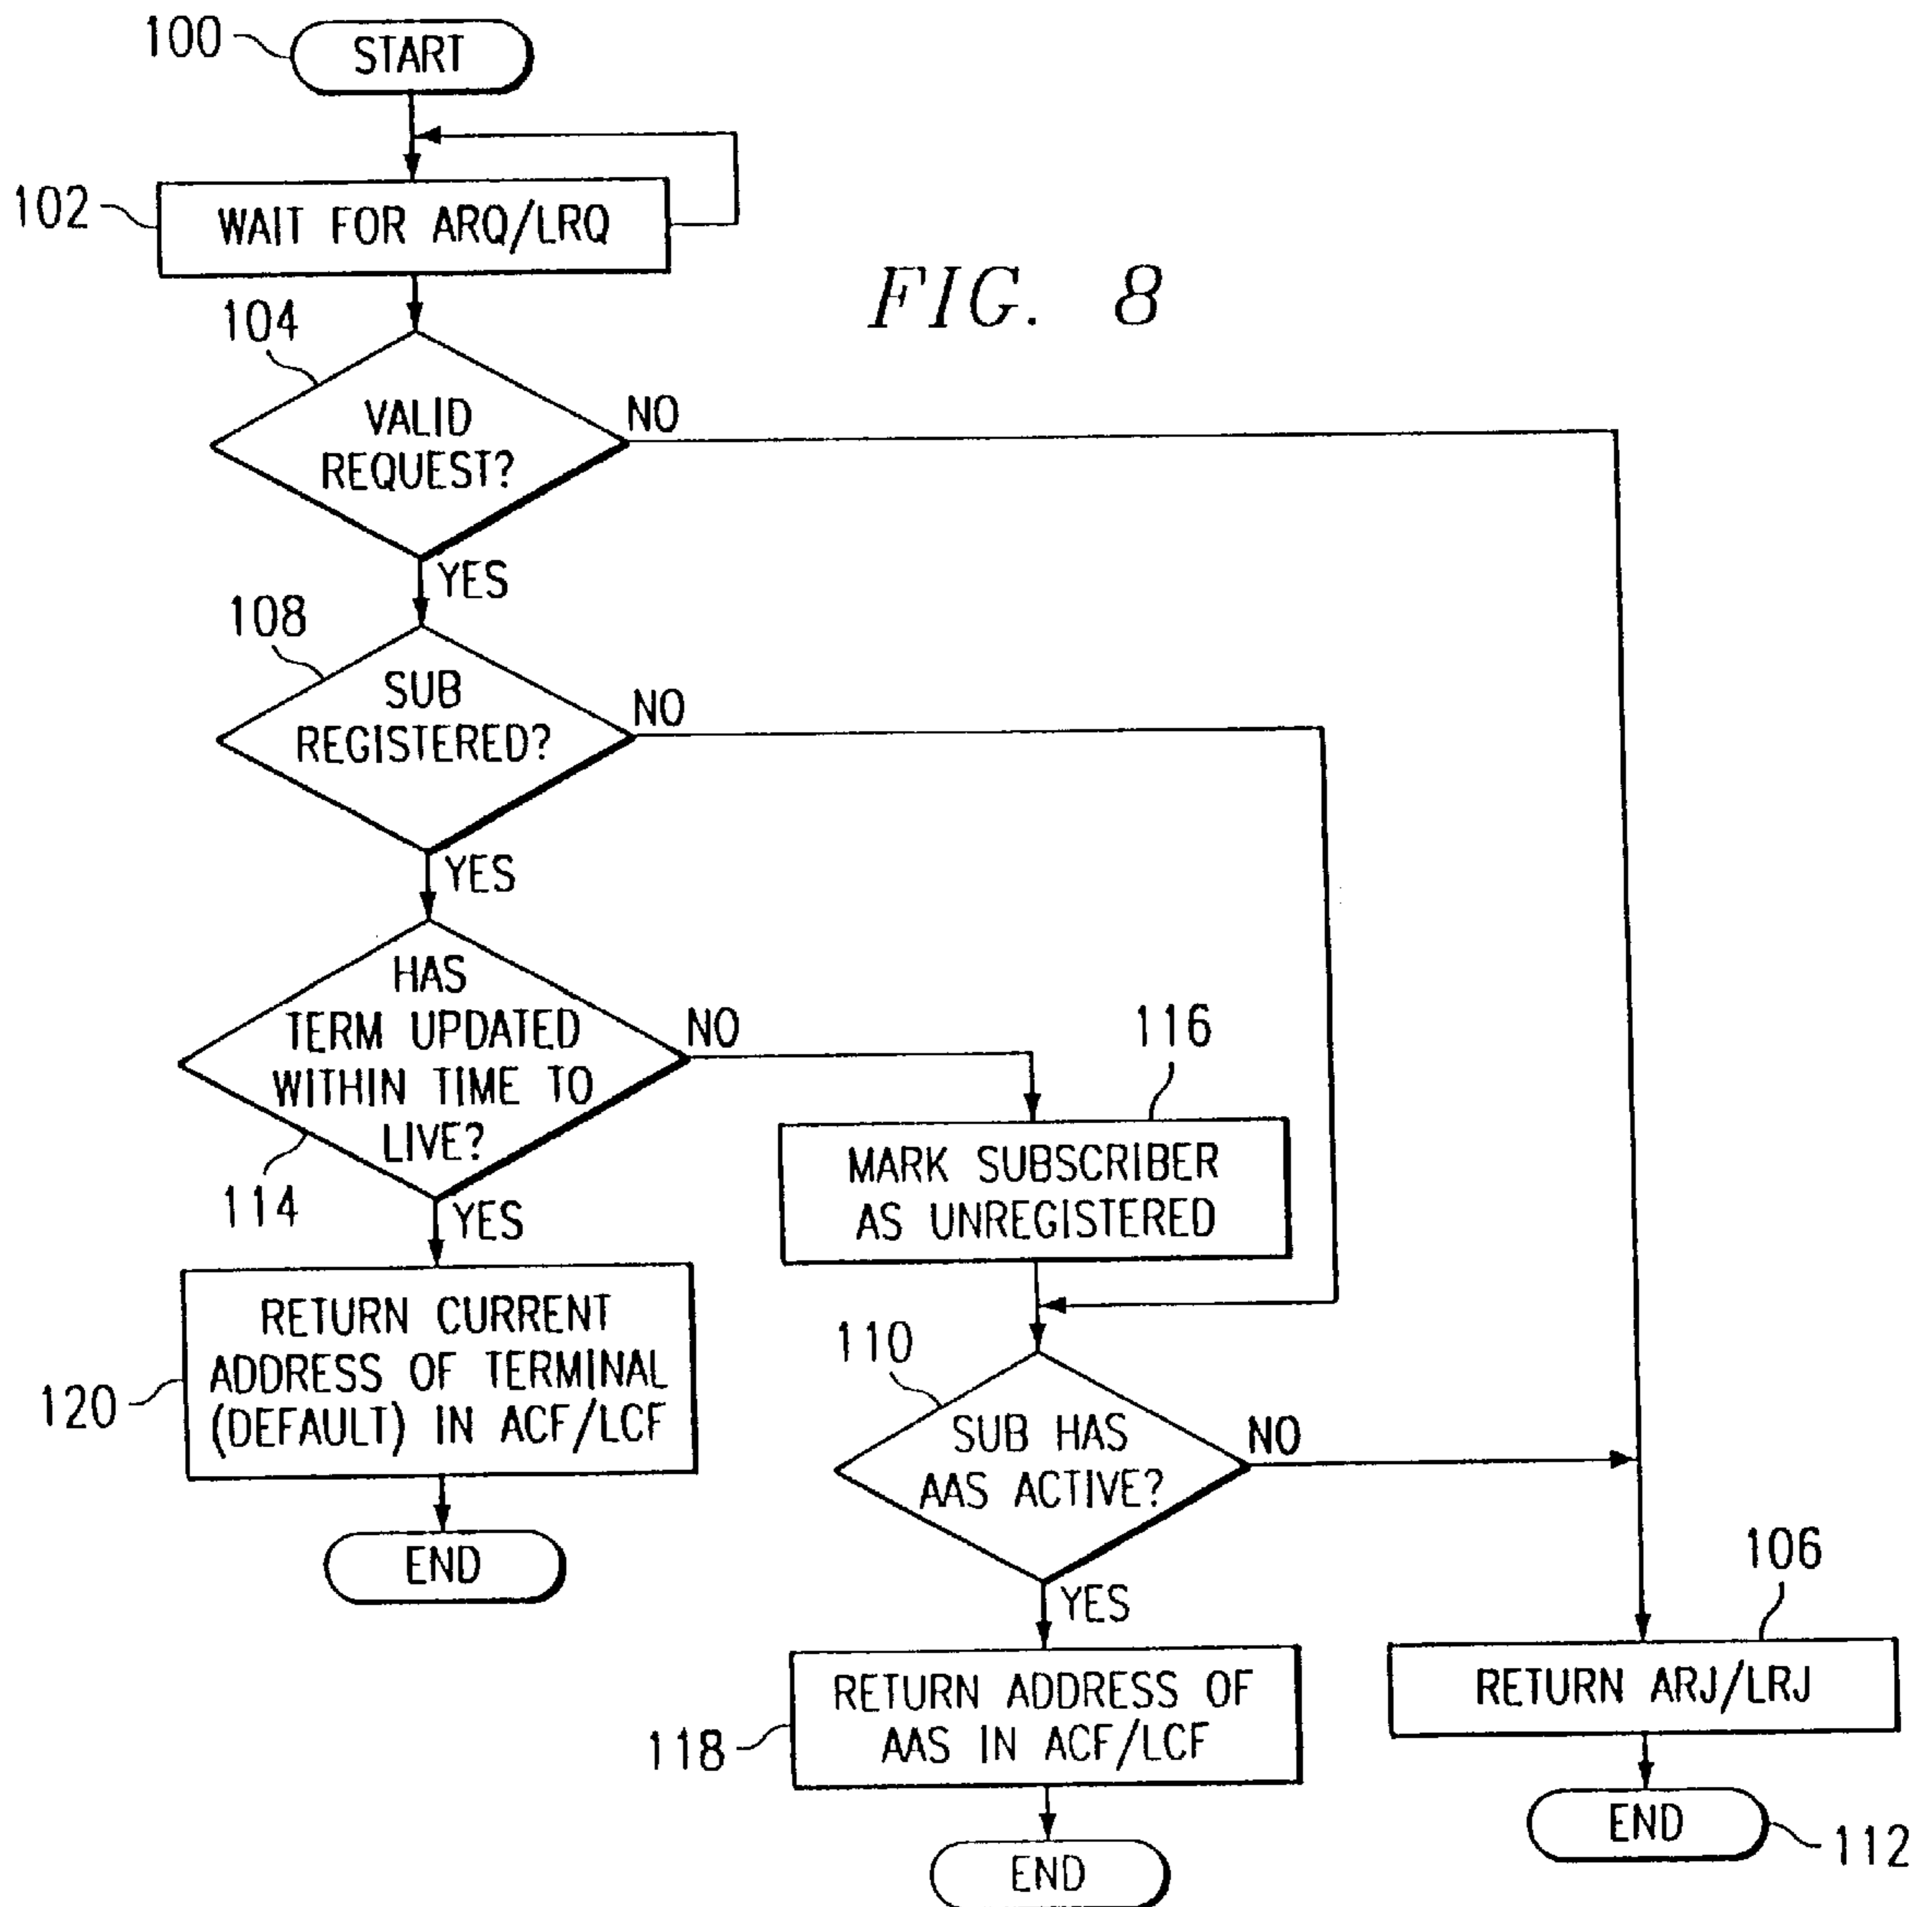 100
START
102
WAIT FOR ARQ/LRQ
FIG. 8
104
VALID
REQUEST?
NO
YES
108
SUB
REGISTERED?
NO
YES
HAS
TERM UPDATED
WITHIN TIME TO
LIVE?
NO
114
YES
116
MARK SUBSCRIBER
AS UNREGISTERED
120
RETURN CURRENT
ADDRESS OF TERMINAL
(DEFAULT) IN ACF/LCF
END
110
SUB HAS
AAS ACTIVE?
NO
YES
118
RETURN ADDRESS OF
AAS IN ACF/LCF
END
106
RETURN ARJ/LRJ
END
112